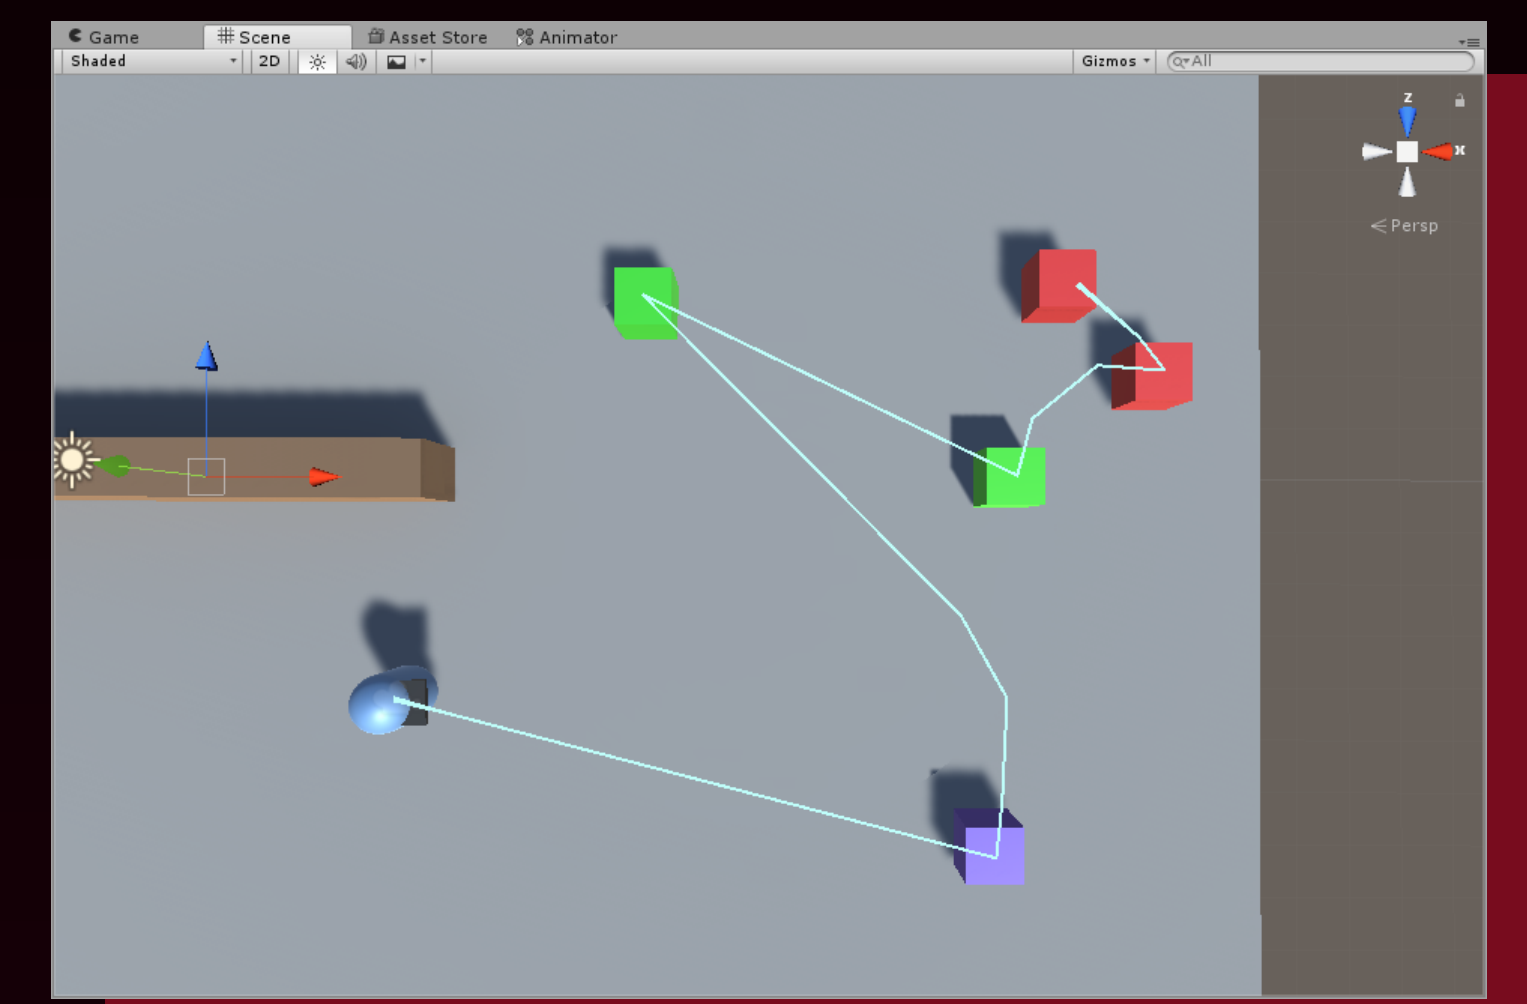 Game Scene Asset Store Animator
Shaded 2D Gizmos All
z
x
Persp